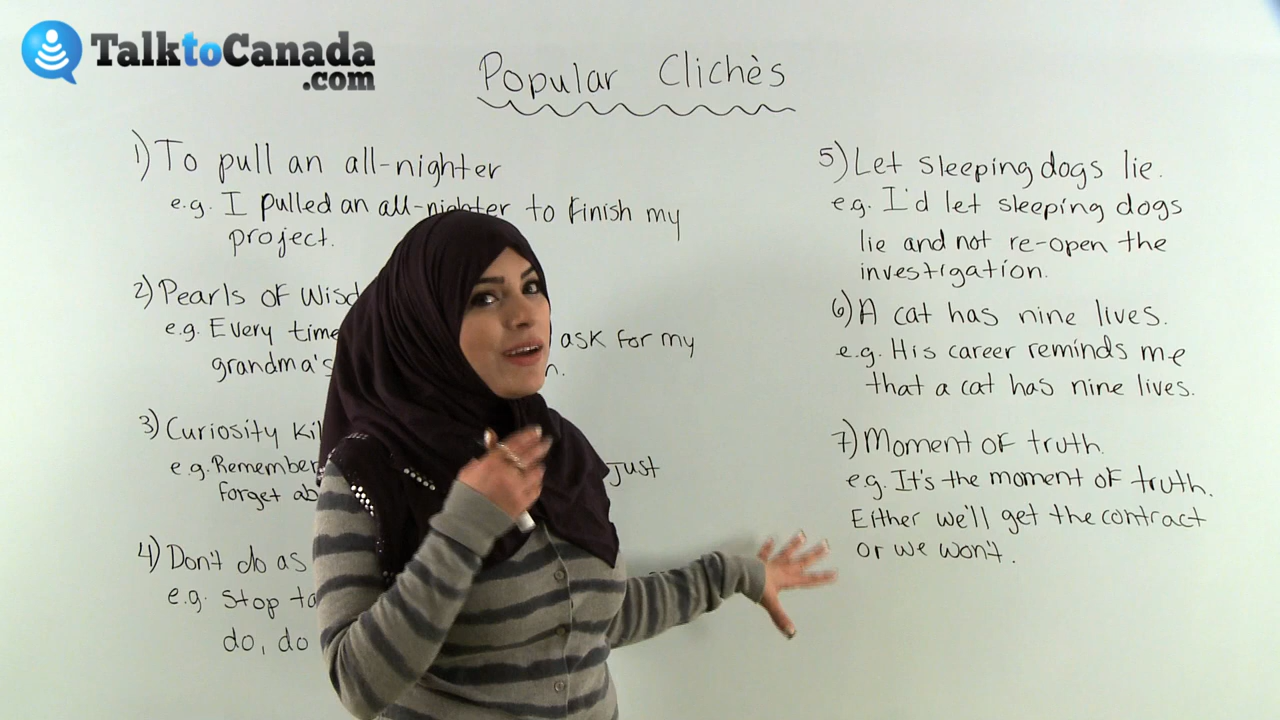 TalktoCanada
.com
Popular Clichès
1) To pull an all-nighter
e.g. I pulled an all-nighter to finish my
project.
2) Pearls of
e.g. Every time ask for my
grandma's
3) Curiosity
e.g. Remember just
forget
4) Don't do as
e.g. Stop
do, do
5) Let sleeping dogs lie.
e.g. I'd let sleeping dogs
lie and not re-open the
investigation.
6) A cat has nine lives.
e.g. His career reminds me
that a cat has nine lives.
7) Moment of truth.
e.g. It's the moment of truth.
Either we'll get the contract
or we won't.